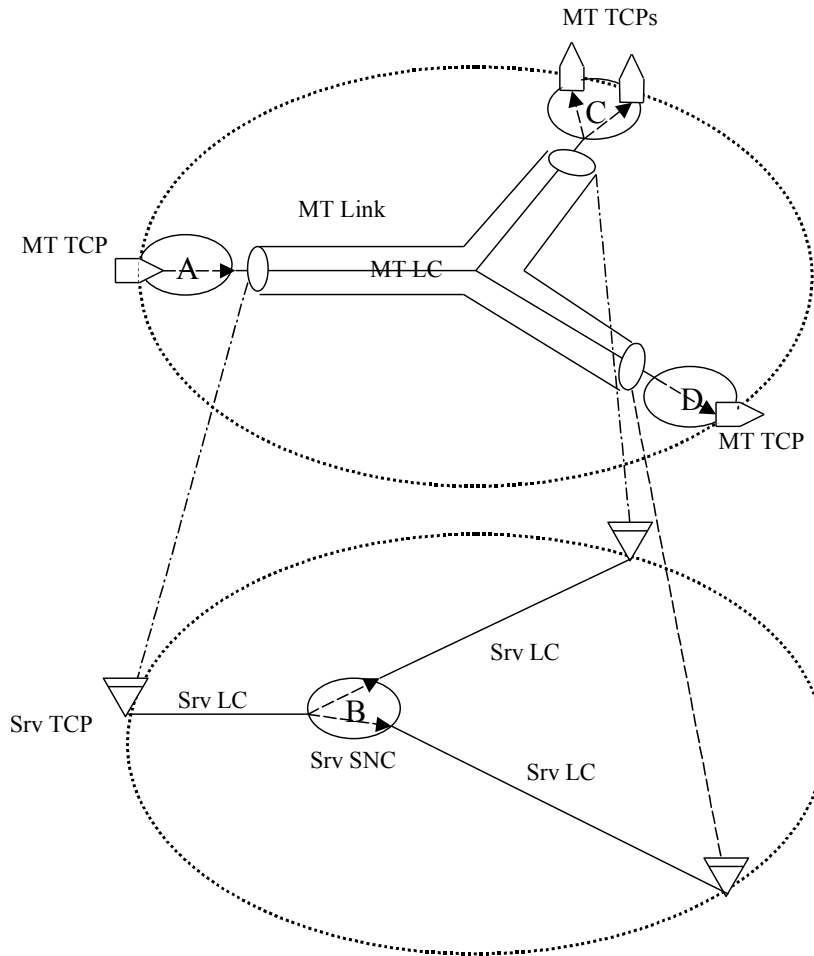 MT TCPs
C
MT Link
MT TCP
A
MT LC
D
MT TCP
Srv LC
Srv LC
Srv TCP
B
Srv SNC
Srv LC